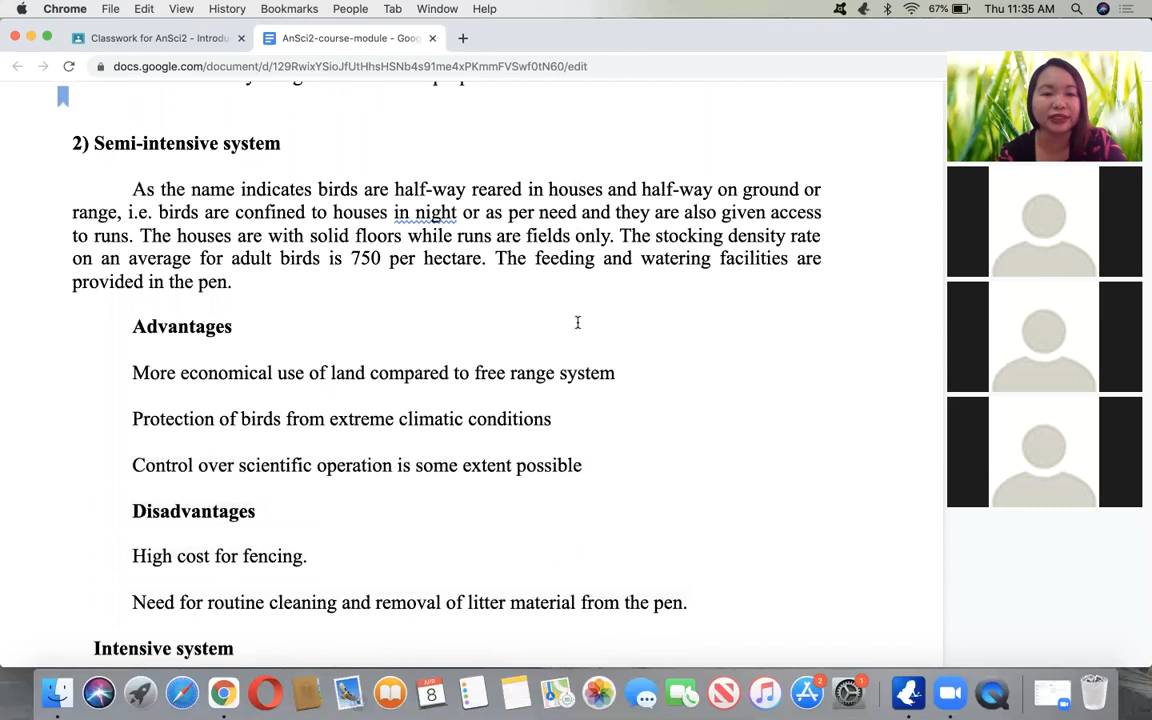 Chrome File Edit View History Bookmarks People Tab Window Help 67% Thu 11:35 AM
Classwork for AnSci2 - Introdu × AnSci2-course-module - Goog × +
docs.google.com/document/d/129RwixYSioJfUtHhsHSNb4s91me4xPKmmFVSwf0tN60/edit
2) Semi-intensive system
As the name indicates birds are half-way reared in houses and half-way on ground or
range, i.e. birds are confined to houses in night or as per need and they are also given access
to runs. The houses are with solid floors while runs are fields only. The stocking density rate
on an average for adult birds is 750 per hectare. The feeding and watering facilities are
provided in the pen.
Advantages
More economical use of land compared to free range system
Protection of birds from extreme climatic conditions
Control over scientific operation is some extent possible
Disadvantages
High cost for fencing.
Need for routine cleaning and removal of litter material from the pen.
Intensive system
APR
8
2
1